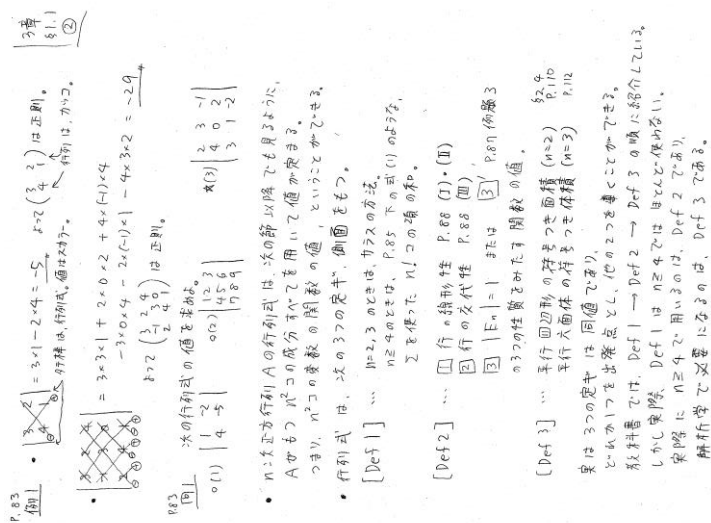 3章
§1.1
②
P.83
例1
• |3 2
4 1| = 3×1 - 2×4 = -5 よって (3 2
4 1) は正則。
タテ棒は、行列式。値はスカラー。 行列は、カッコ。
• = 3×3×1 + 2×0×2 + 4×(-1)×4
-3×0×4 - 2×(-1)×1 - 4×3×2 = -29
よって (3 2 4
-1 3 0
2 4 1) は正則。
P.83
問1 次の行列式の値を求めよ。
○(1) |1 -2
4 -5| ○(2) |1 2 3
4 5 6
7 8 9| ★(3) |2 3 -1
4 0 2
3 1 -2|
• n次正方行列Aの行列式は、次の節以降でも見るように、
Aがもつ n²コの成分すべてを用いて値が定まる。
つまり、n²コの変数の関数の値、ということができる。
• 行列式は、次の3つの定義、側面をもつ。
[Def 1] … n=2,3のときは、サラスの方法。
n≧4のときは、P.85 下の式(1)のような、
Σを使った n!コの項の和。
[Def 2] … 1 行の線形性 P.88 (I)・(II)
2 行の交代性 P.88 (III)
3 |En|=1 または 3' P.87 例題3
の3つの性質をみたす関数の値。
[Def 3] … 平行四辺形の符号つき面積 (n=2) §2.4 P.110
平行六面体の符号つき体積 (n=3) P.112
実は3つの定義は同値であり、
どれか1つを出発点とし、他の2つを導くことができる。
教科書では、Def 1 → Def 2 → Def 3 の順に紹介している。
しかし実際、Def 1 は n≧4 ではほとんど使わない。
実際に n≧4 で用いるのは、Def 2 であり、
解析学で必要になるのは、Def 3 である。